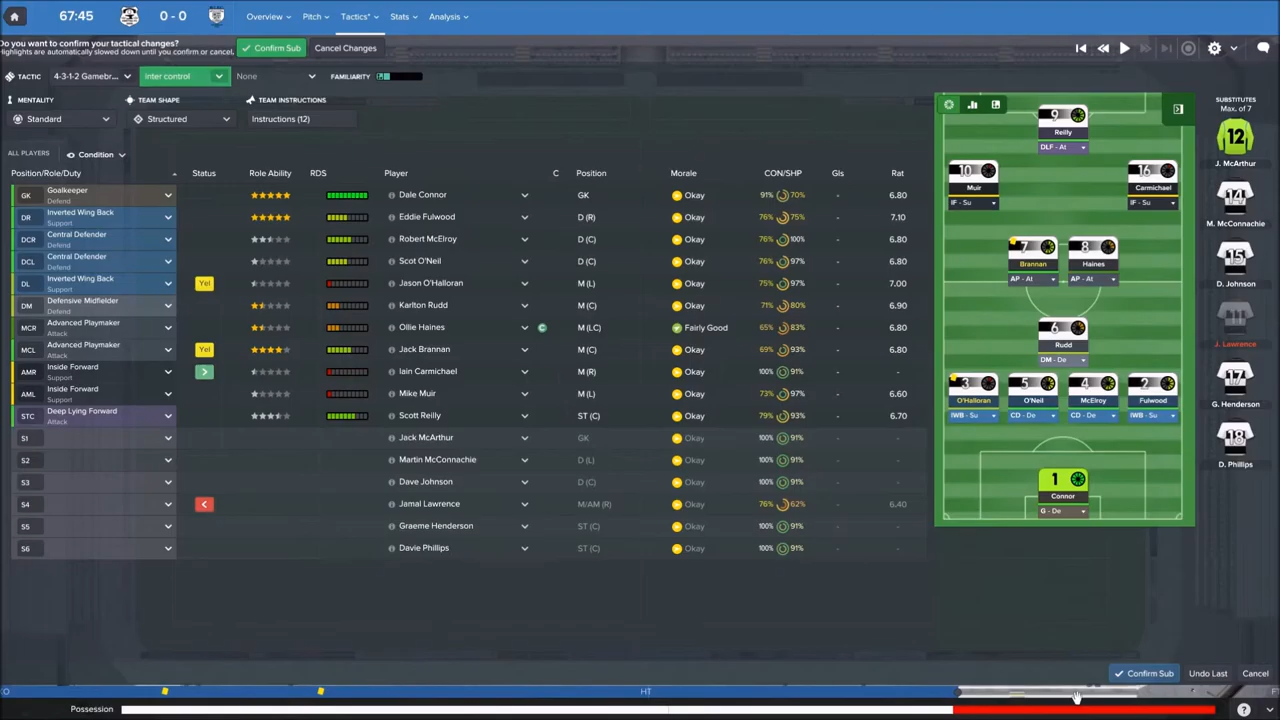 67:45 0 - 0 Overview Pitch Tactics* Stats Analysis
Do you want to confirm your tactical changes?
Highlights are automatically slowed down until you confirm or cancel.
Confirm Sub Cancel Changes
TACTIC 4-3-1-2 Gamebr... inter control None FAMILIARITY
MENTALITY TEAM SHAPE TEAM INSTRUCTIONS
Standard Structured Instructions (12)
ALL PLAYERS Condition
Position/Role/Duty Status Role Ability RDS Player C Position Morale CON/SHP Gls Rat
GK Goalkeeper Defend Dale Connor GK Okay 91% 70% - 6.80
DR Inverted Wing Back Support Eddie Fulwood D (R) Okay 76% 75% - 7.10
DCR Central Defender Defend Robert McElroy D (C) Okay 76% 100% - 6.80
DCL Central Defender Defend Scot O'Neil D (C) Okay 76% 97% - 6.80
DL Inverted Wing Back Support Yel Jason O'Halloran M (L) Okay 75% 97% - 7.00
DM Defensive Midfielder Defend Karlton Rudd M (C) Okay 71% 80% - 6.90
MCR Advanced Playmaker Attack Ollie Haines C M (LC) Fairly Good 65% 83% - 6.80
MCL Advanced Playmaker Attack Yel Jack Brannan M (C) Okay 69% 93% - 6.80
AMR Inside Forward Support Iain Carmichael M (R) Okay 100% 91% - -
AML Inside Forward Support Mike Muir M (L) Okay 73% 97% - 6.60
STC Deep Lying Forward Attack Scott Reilly ST (C) Okay 79% 93% - 6.70
S1 Jack McArthur GK Okay 100% 91% - -
S2 Martin McConnachie D (L) Okay 100% 91% - -
S3 Dave Johnson D (C) Okay 100% 91% - -
S4 Jamal Lawrence M/AM (R) Okay 76% 62% - 6.40
S5 Graeme Henderson ST (C) Okay 100% 91% - -
S6 Davie Phillips ST (C) Okay 100% 91% - -
9
Reilly
DLF - At
10 16
Muir Carmichael
IF - Su IF - Su
7 8
Brannan Haines
AP - At AP - At
6
Rudd
DM - De
3 5 4 2
O'Halloran O'Neil McElroy Fulwood
IWB - Su CD - De CD - De IWB - Su
1
Connor
G - De
SUBSTITUTES
Max. of 7
12
J. McArthur
14
M. McConnachie
15
D. Johnson
J. Lawrence
17
G. Henderson
18
D. Phillips
Confirm Sub Undo Last Cancel
HT
Possession